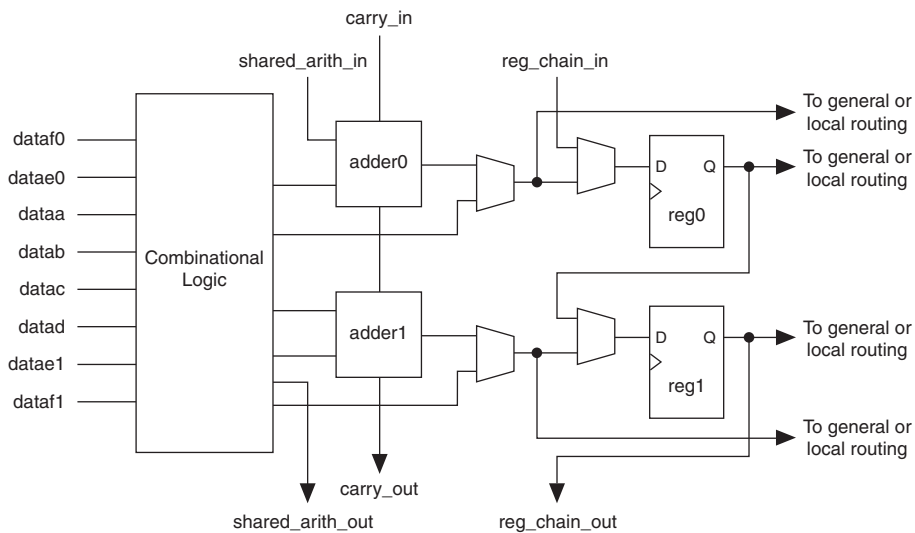 carry_in
shared_arith_in
reg_chain_in
To general or
local routing
dataf0
adder0
D
Q
To general or
local routing
datae0
dataa
reg0
datab
Combinational
Logic
datac
datad
adder1
D
Q
To general or
local routing
datae1
reg1
dataf1
To general or
local routing
carry_out
shared_arith_out
reg_chain_out